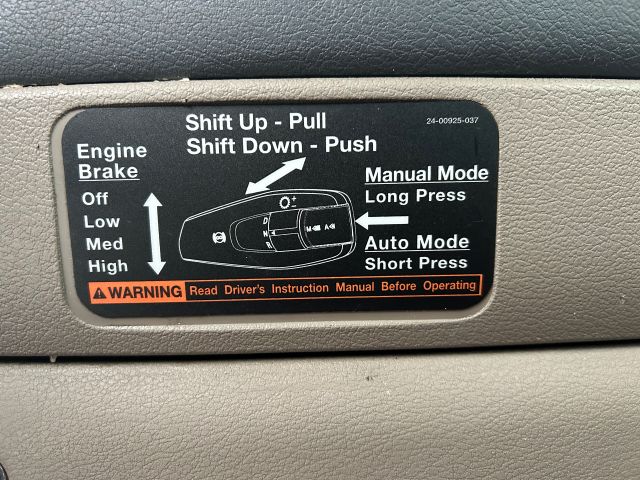 Shift Up - Pull
Shift Down - Push
24-00925-037
Engine
Brake
Off
Low
Med
High
D
N
R
M
A
Manual Mode
Long Press
Auto Mode
Short Press
WARNING Read Driver's Instruction Manual Before Operating